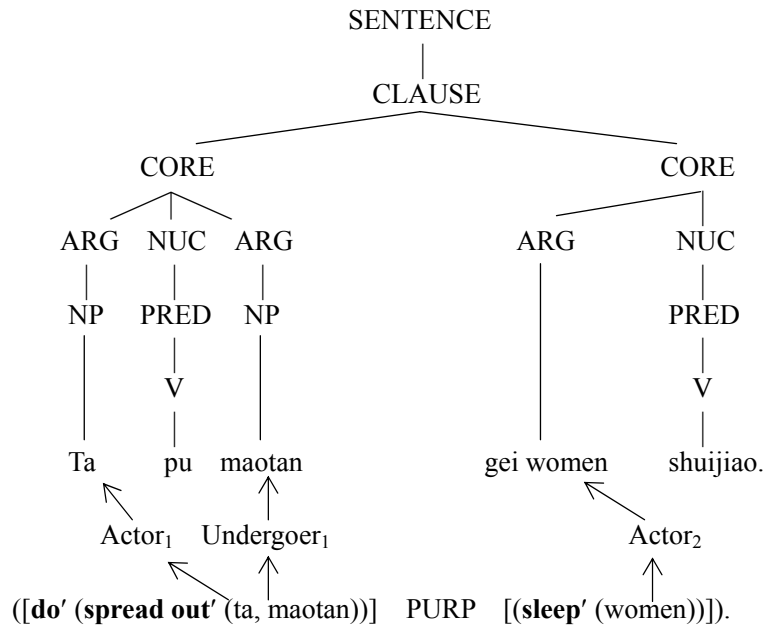 SENTENCE
CLAUSE
CORE CORE
ARG NUC ARG ARG NUC
NP PRED NP PRED
V V
Ta pu maotan gei women shuijiao.
Actor₁ Undergoer₁ Actor₂
([do′ (spread out′ (ta, maotan))] PURP [(sleep′ (women))]).